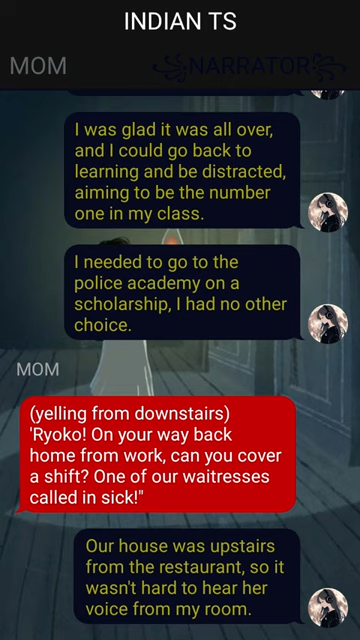 INDIAN TS
MOM
NARRATOR
I was glad it was all over,
and I could go back to
learning and be distracted,
aiming to be the number
one in my class.
I needed to go to the
police academy on a
scholarship, I had no other
choice.
MOM
(yelling from downstairs)
'Ryoko! On your way back
home from work, can you cover
a shift? One of our waitresses
called in sick!"
Our house was upstairs
from the restaurant, so it
wasn't hard to hear her
voice from my room.